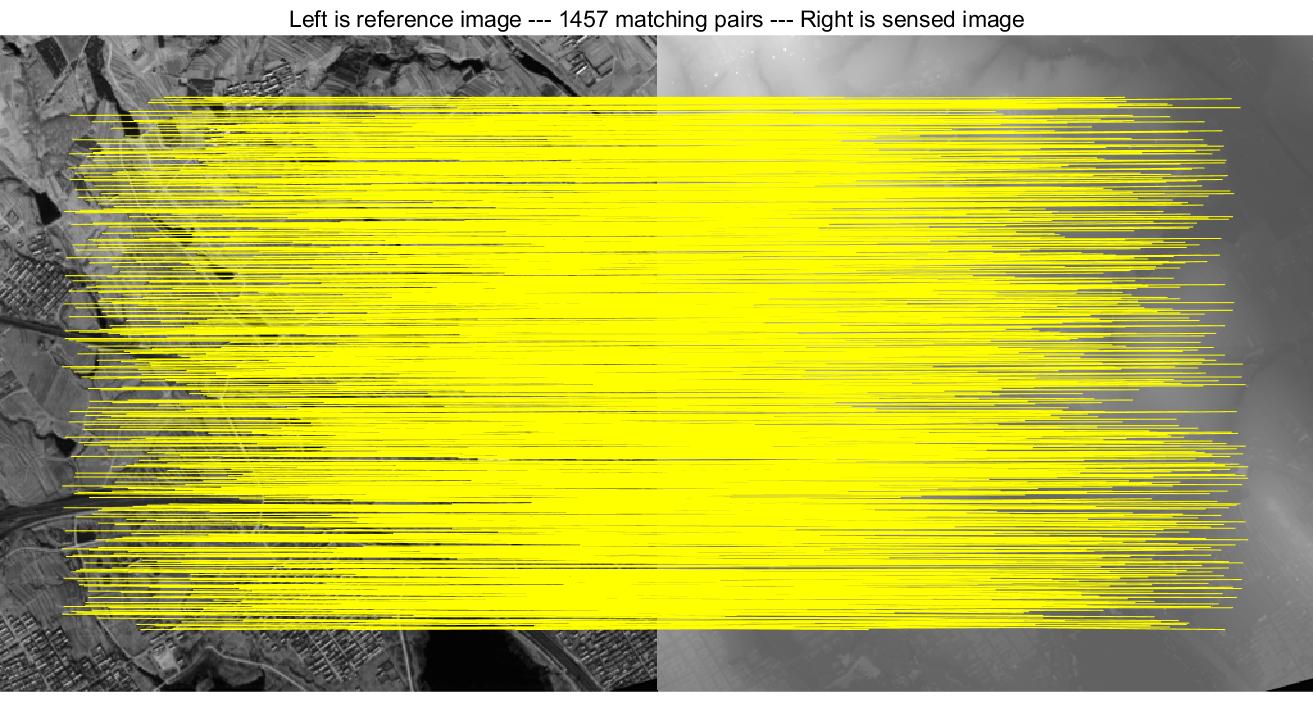 Left is reference image --- 1457 matching pairs --- Right is sensed image